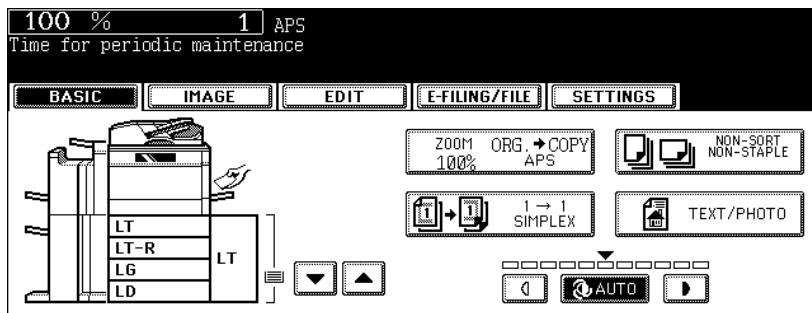 100 % 1 APS
Time for periodic maintenance
BASIC IMAGE EDIT E-FILING/FILE SETTINGS
ZOOM ORG. → COPY
100% APS
NON-SORT
NON-STAPLE
1 → 1
SIMPLEX
TEXT/PHOTO
LT
LT-R
LG
LD
LT
AUTO